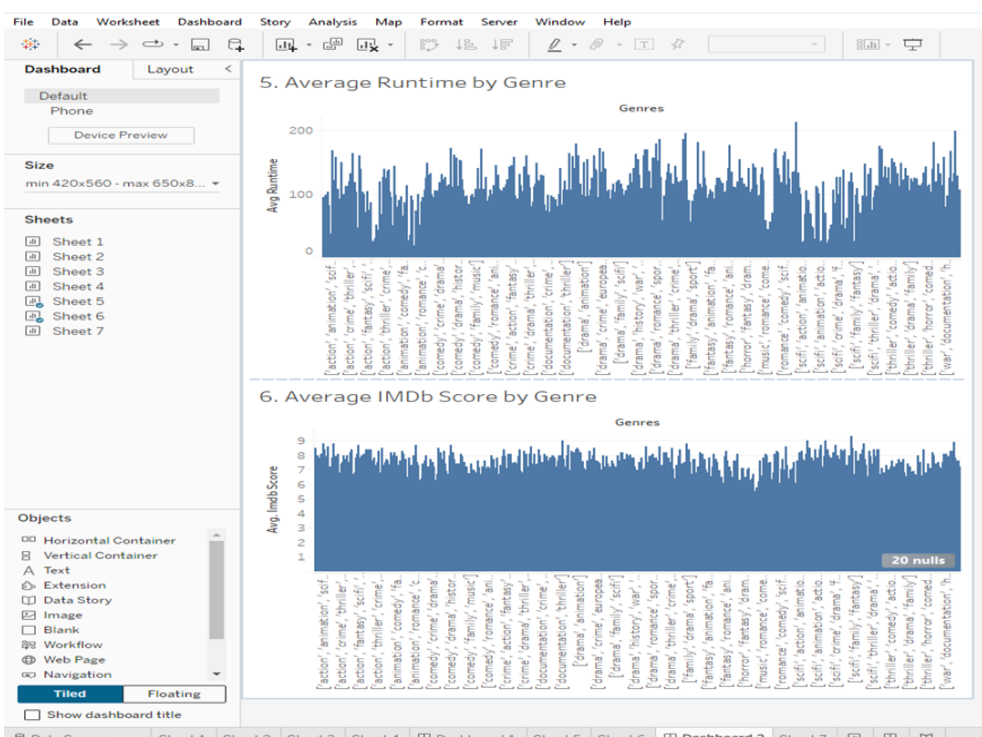 File Data Worksheet Dashboard Story Analysis Map Format Server Window Help
Dashboard Layout <
Default
Phone
Device Preview
Size
min 420x560 - max 650x8...
Sheets
Sheet 1
Sheet 2
Sheet 3
Sheet 4
Sheet 5
Sheet 6
Sheet 7
Objects
Horizontal Container
Vertical Container
A Text
Extension
Data Story
Image
Blank
Workflow
Web Page
Navigation
Tiled Floating
Show dashboard title
5. Average Runtime by Genre
Genres
Avg Runtime
200
100
0
['action','animation','scif..
['action','crime','thriller',..
['action','fantasy','scifi','..
['action','thriller','crime',..
['animation','comedy','fa..
['animation','romance','c..
['comedy','crime','drama'..
['comedy','drama','histor..
['comedy','family','music']
['comedy','romance','ani..
['crime','action','fantasy'..
['crime','drama','thriller',..
['documentation','crime',..
['documentation','thriller']
['drama','animation']
['drama','crime','europea..
['drama','family','scifi']
['drama','history','war','..
['drama','romance','spor..
['drama','thriller','crime',..
['family','drama','sport']
['fantasy','animation','fa..
['fantasy','romance','ani..
['horror','fantasy','dram..
['music','romance','come..
['romance','comedy','scif..
['scifi','action','animatio..
['scifi','animation','actio..
['scifi','crime','drama','f..
['scifi','family','fantasy']
['scifi','thriller','drama','..
['thriller','comedy','actio..
['thriller','drama','family']
['thriller','horror','comed..
['war','documentation','h..
6. Average IMDb Score by Genre
Genres
Avg. Imdb Score
9
8
7
6
5
4
3
2
1
20 nulls
['action','animation','scif..
['action','crime','thriller',..
['action','fantasy','scifi','..
['action','thriller','crime',..
['animation','comedy','fa..
['animation','romance','c..
['comedy','crime','drama'..
['comedy','drama','histor..
['comedy','family','music']
['comedy','romance','ani..
['crime','action','fantasy'..
['crime','drama','thriller',..
['documentation','crime',..
['documentation','thriller']
['drama','animation']
['drama','crime','europea..
['drama','family','scifi']
['drama','history','war','..
['drama','romance','spor..
['drama','thriller','crime',..
['family','drama','sport']
['fantasy','animation','fa..
['fantasy','romance','ani..
['horror','fantasy','dram..
['music','romance','come..
['romance','comedy','scif..
['scifi','action','animatio..
['scifi','animation','actio..
['scifi','crime','drama','f..
['scifi','family','fantasy']
['scifi','thriller','drama','..
['thriller','comedy','actio..
['thriller','drama','family']
['thriller','horror','comed..
['war','documentation','h..